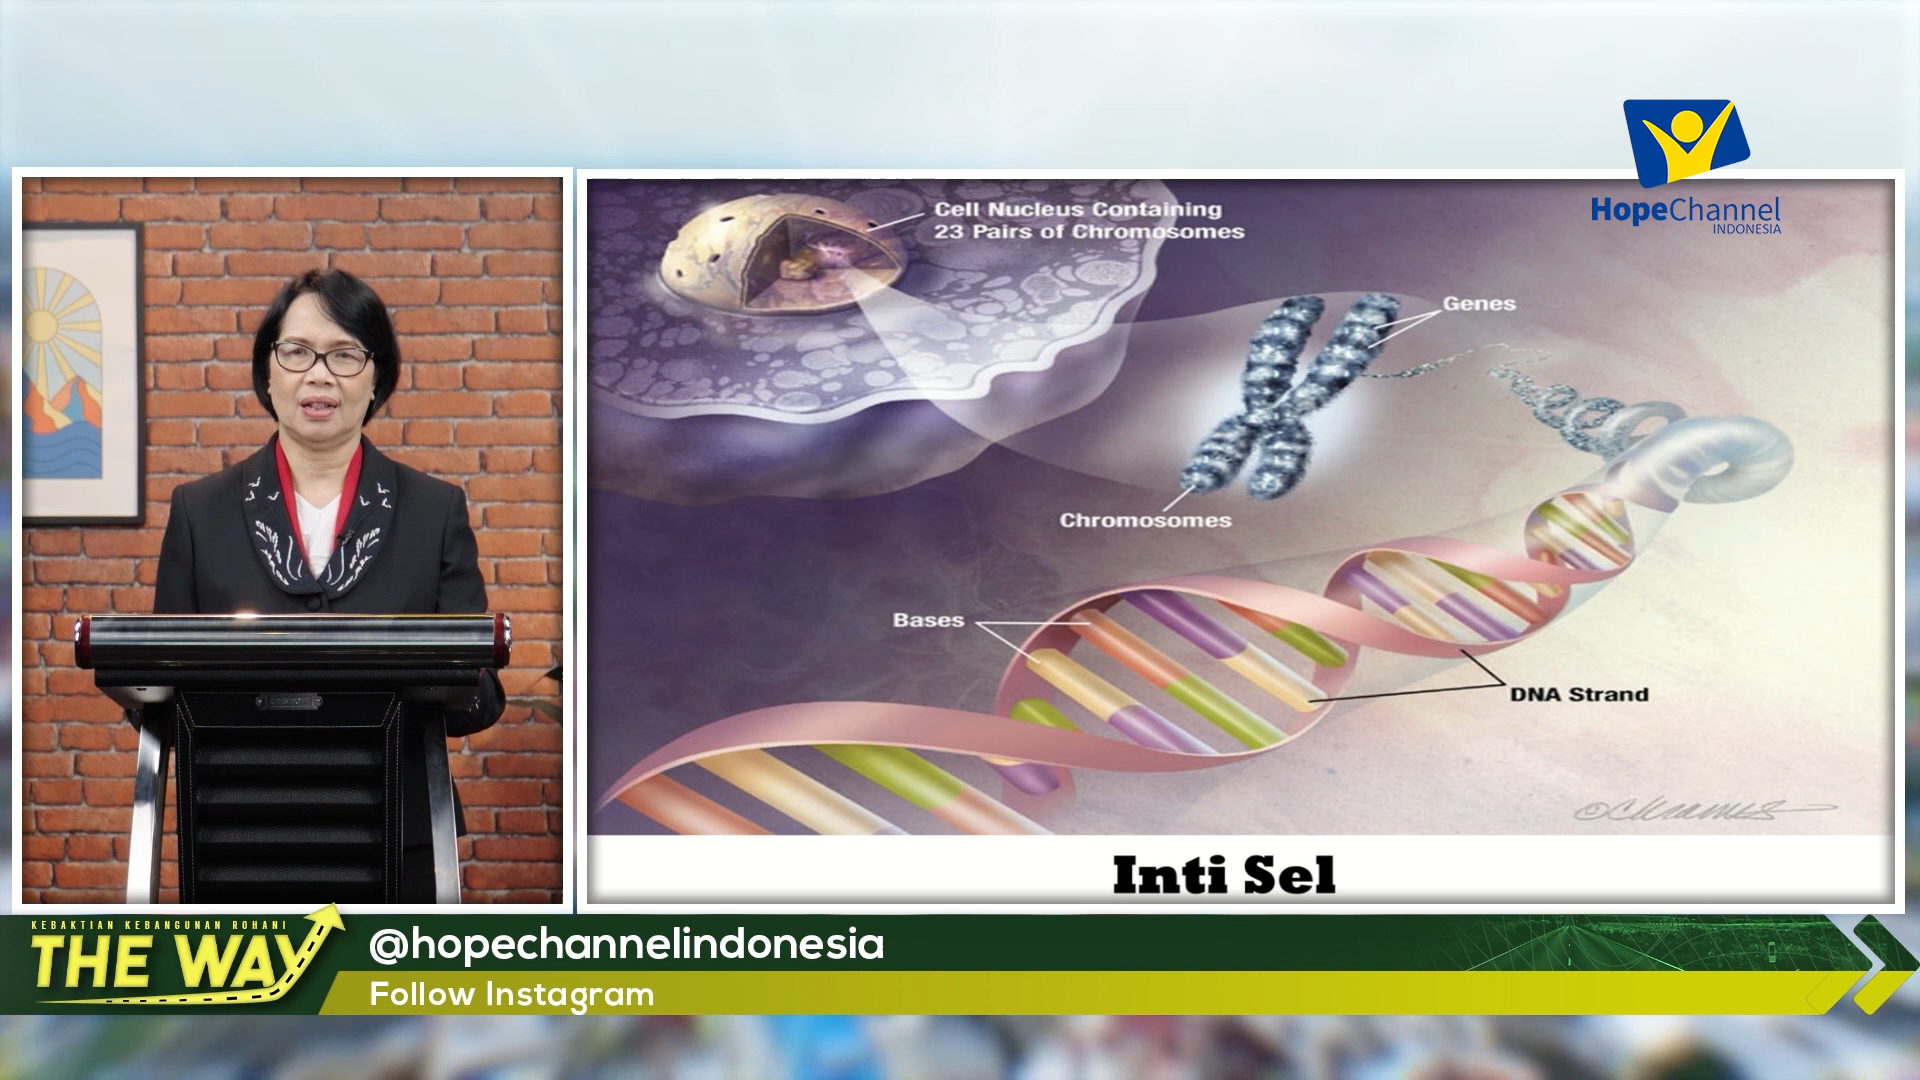 HopeChannel
INDONESIA
Cell Nucleus Containing
23 Pairs of Chromosomes
Genes
Chromosomes
Bases
DNA Strand
Inti Sel
KEBAKTIAN KEBANGUNAN ROHANI
THE WAY
@hopechannelindonesia
Follow Instagram